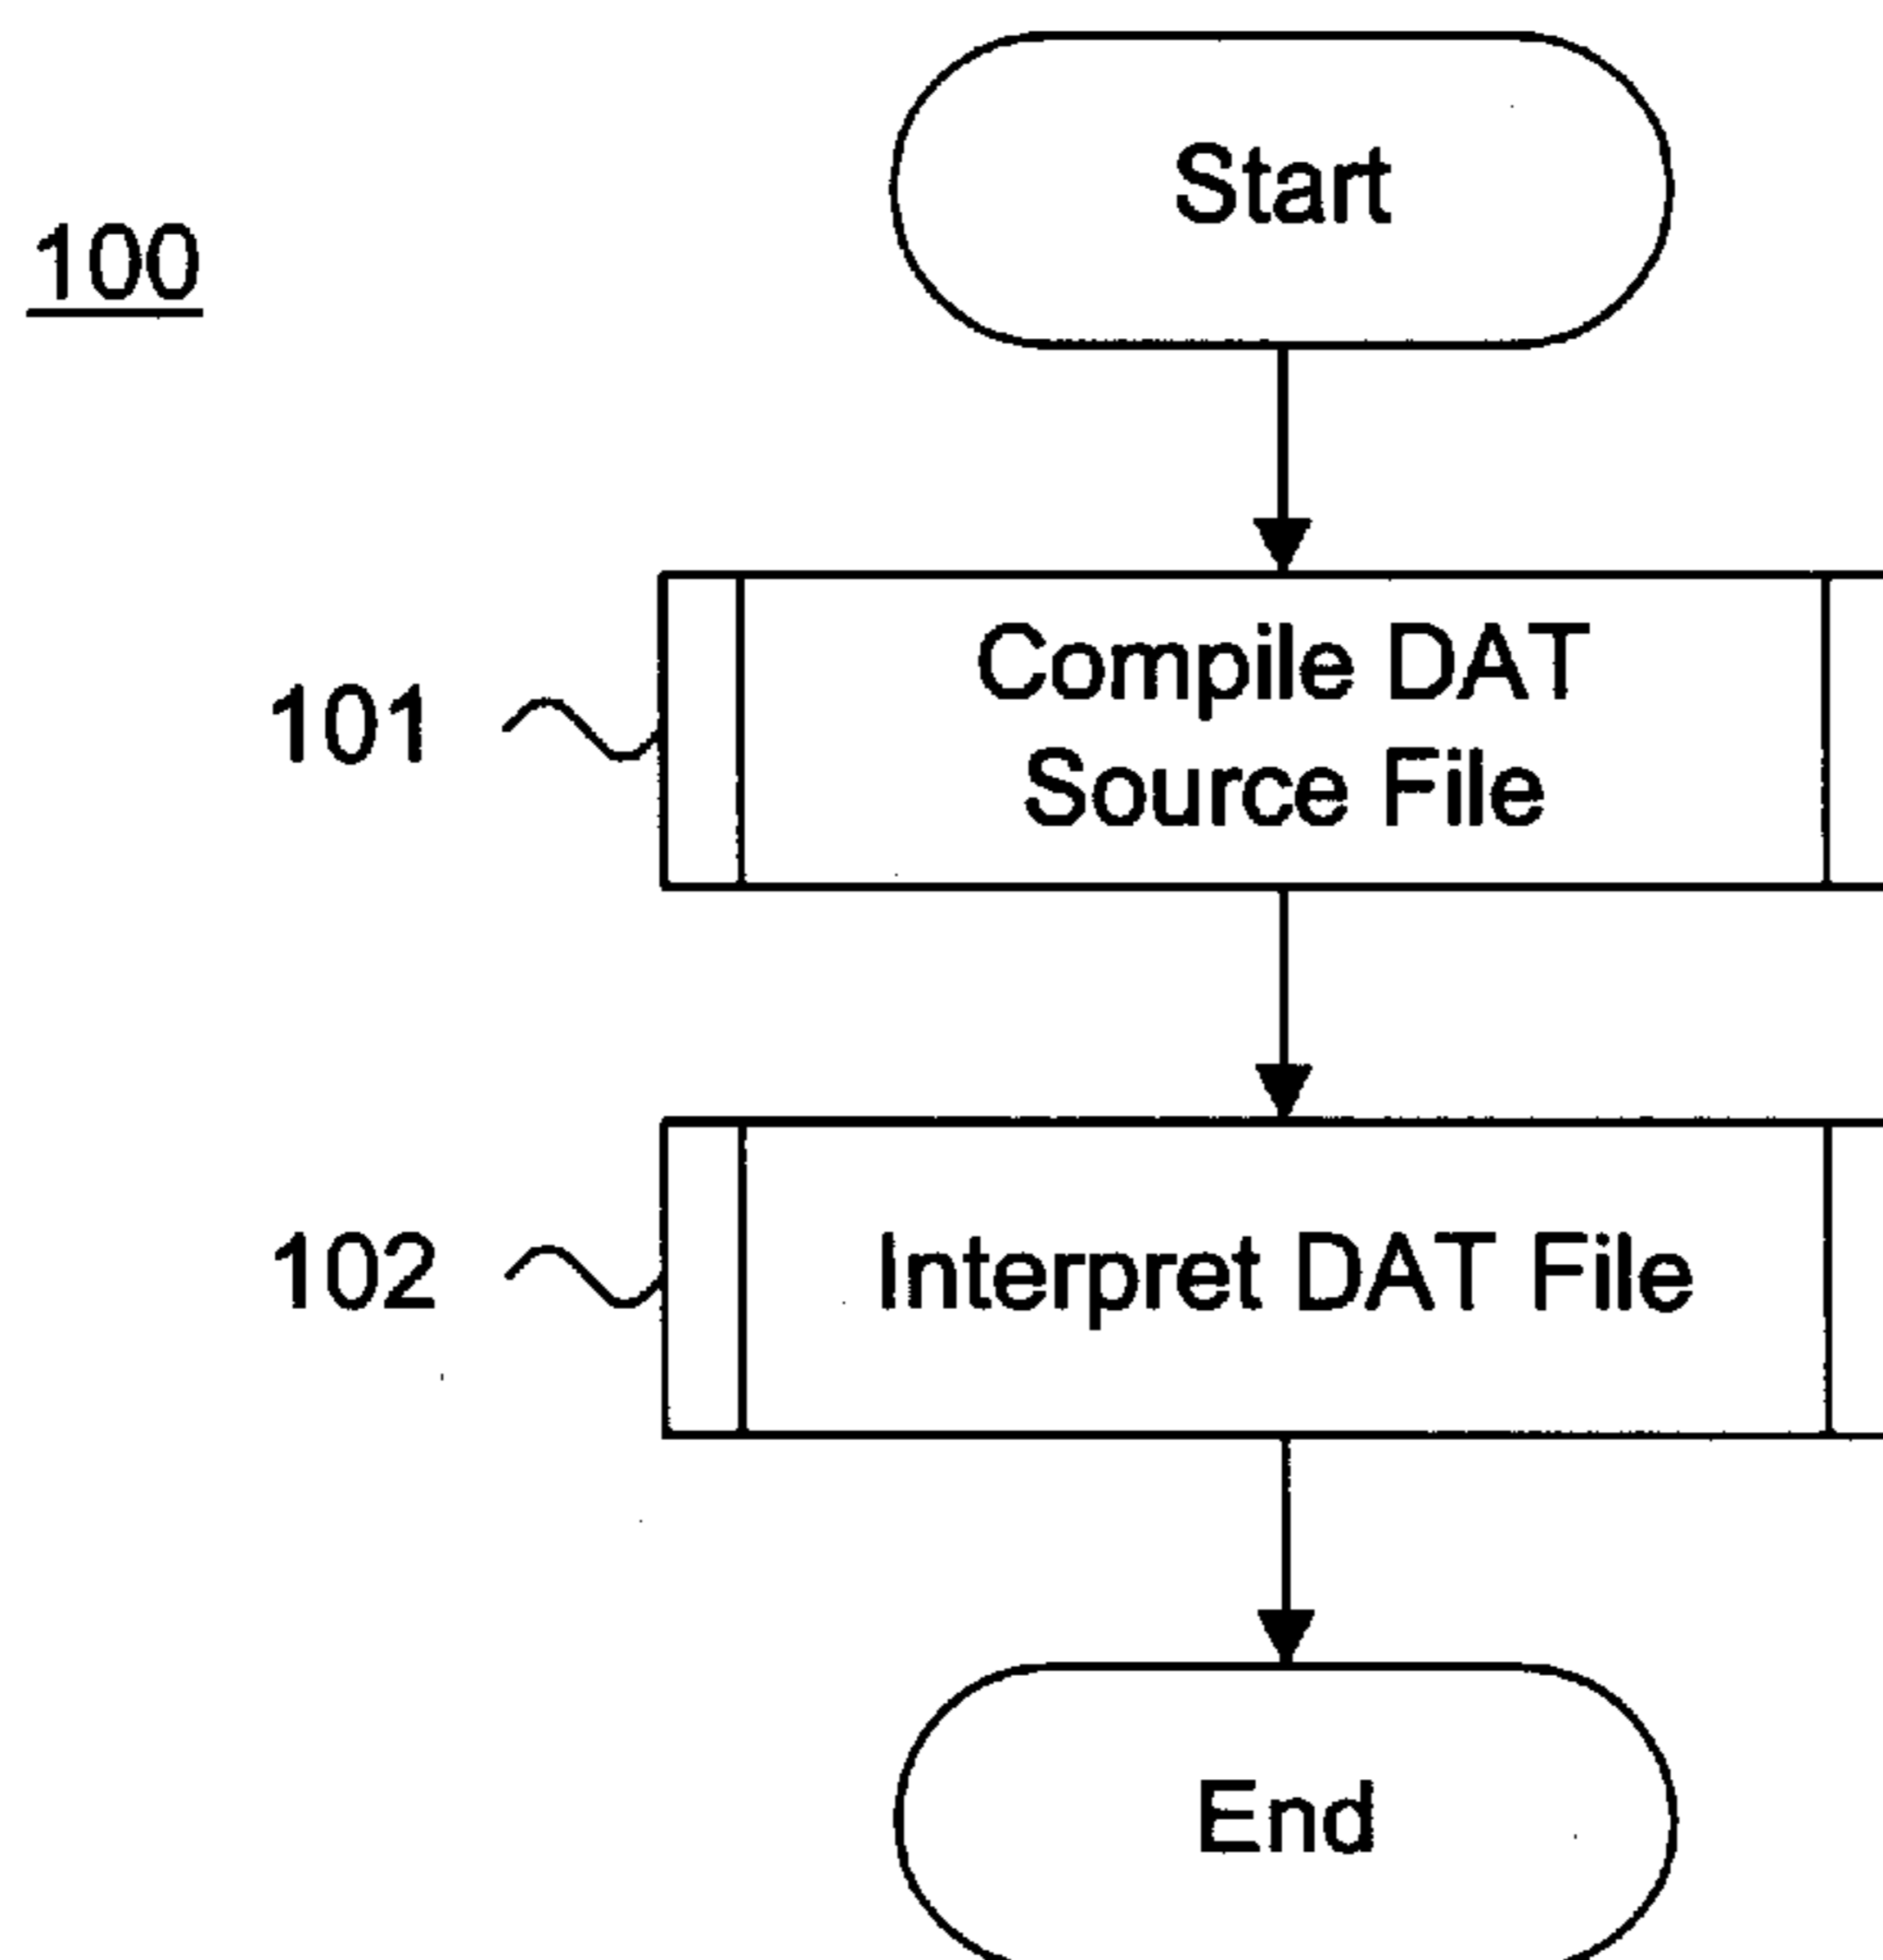 Start
100
Compile DAT
Source File
101
Interpret DAT File
102
End